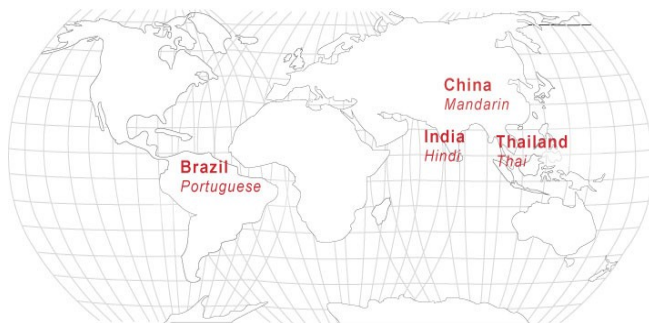 China
Mandarin
India
Hindi
Thailand
Thai
Brazil
Portuguese